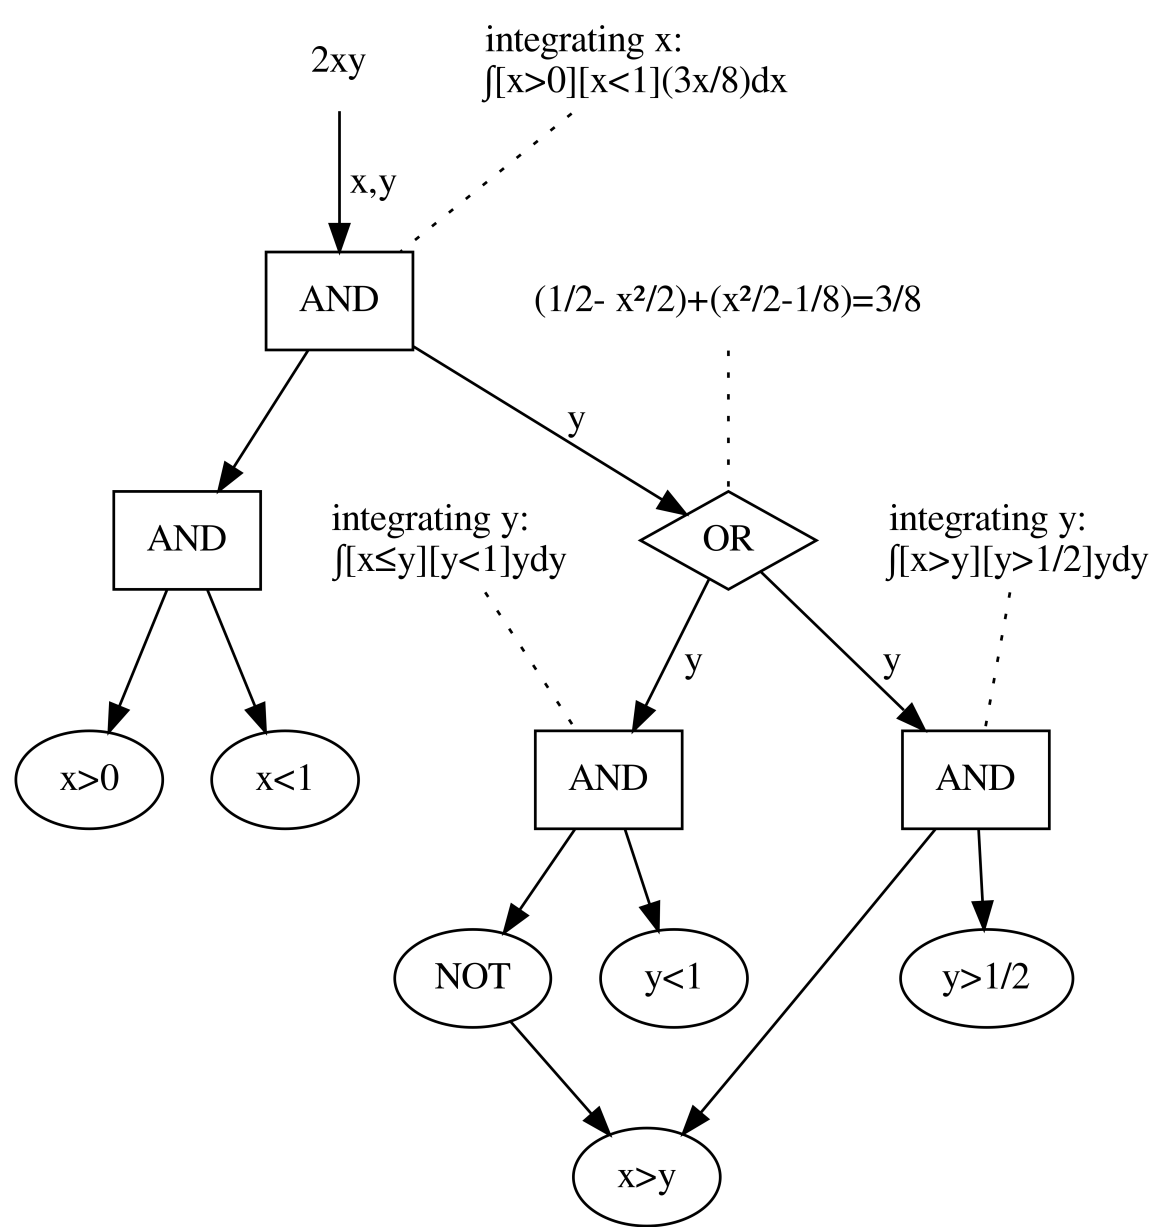 integrating x:
2xy
∫[x>0][x<1](3x/8)dx
x,y
AND
(1/2- x²/2)+(x²/2-1/8)=3/8
y
integrating y:
∫[x≤y][y<1]ydy
integrating y:
∫[x>y][y>1/2]ydy
AND
OR
y
y
x>0
x<1
AND
AND
NOT
y<1
y>1/2
x>y